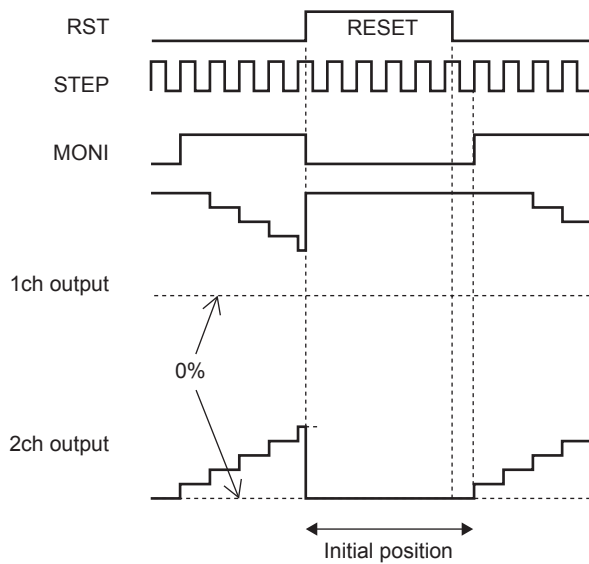 RST
RESET
STEP
MONI
1ch output
0%
2ch output
Initial position